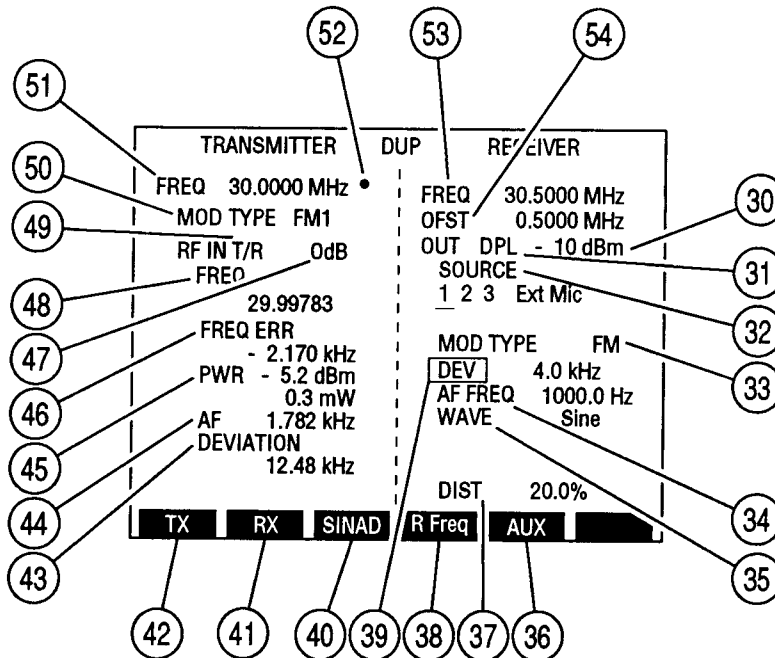 52
53
54
51
TRANSMITTER DUP RECEIVER
50
FREQ 30.0000 MHz •
FREQ 30.5000 MHz
MOD TYPE FM1
OFST 0.5000 MHz
30
49
RF IN T/R 0dB
OUT DPL - 10 dBm
31
FREQ
SOURCE
48
29.99783
1 2 3 Ext Mic
32
47
FREQ ERR
- 2.170 kHz
MOD TYPE FM
33
46
PWR - 5.2 dBm
DEV 4.0 kHz
0.3 mW
AF FREQ 1000.0 Hz
45
AF 1.782 kHz
WAVE Sine
DEVIATION
12.48 kHz
44
DIST 20.0%
34
TX RX SINAD R Freq AUX
43
35
42 41 40 39 38 37 36